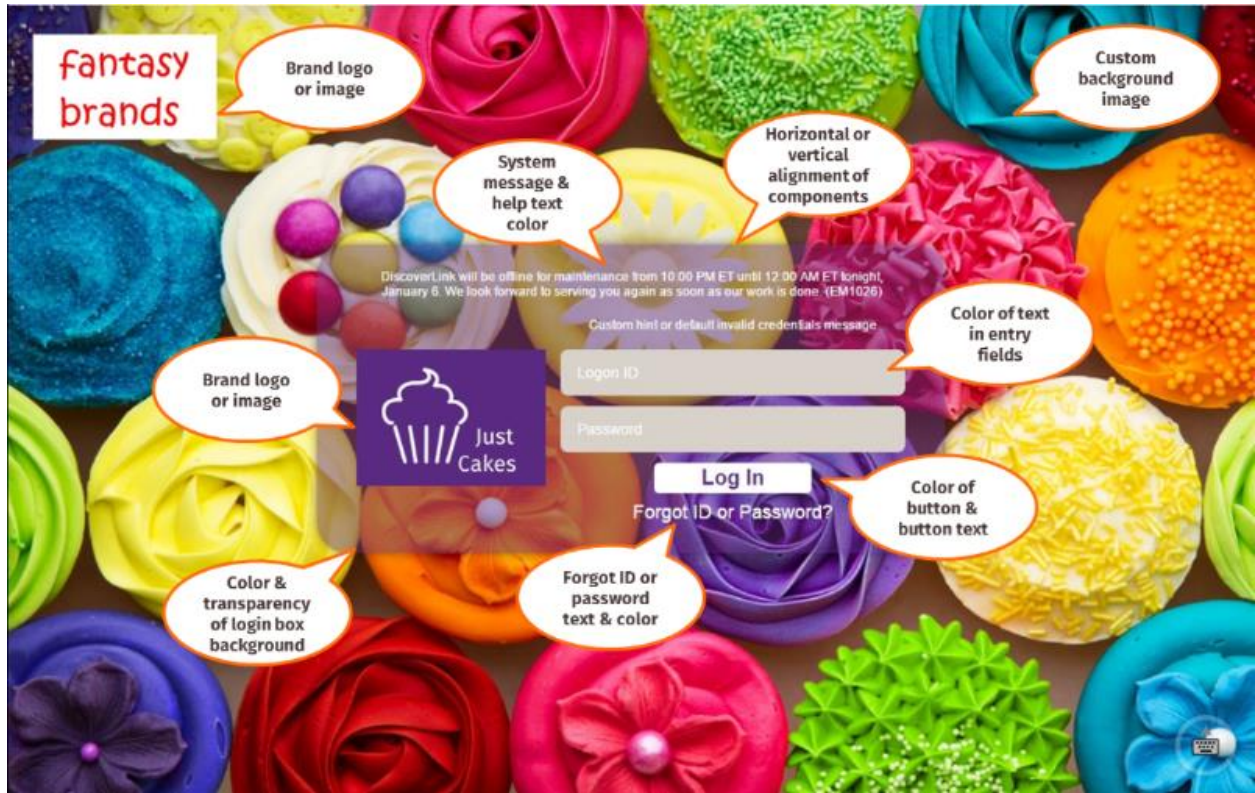 fantasy
brands
Brand logo
or image
Custom
background
image
System
message &
help text
color
Horizontal or
vertical
alignment of
components
DiscoverLink will be offline for maintenance from 10:00 PM ET until 12:00 AM ET tonight,
January 6. We look forward to serving you again as soon as our work is done. (EM1026)
Custom hint or default invalid credentials message
Color of text
in entry
fields
Brand logo
or image
Logon ID
Password
Just
Cakes
Log In
Color of
button &
button text
Forgot ID or Password?
Color &
transparency
of login box
background
Forgot ID or
password
text & color